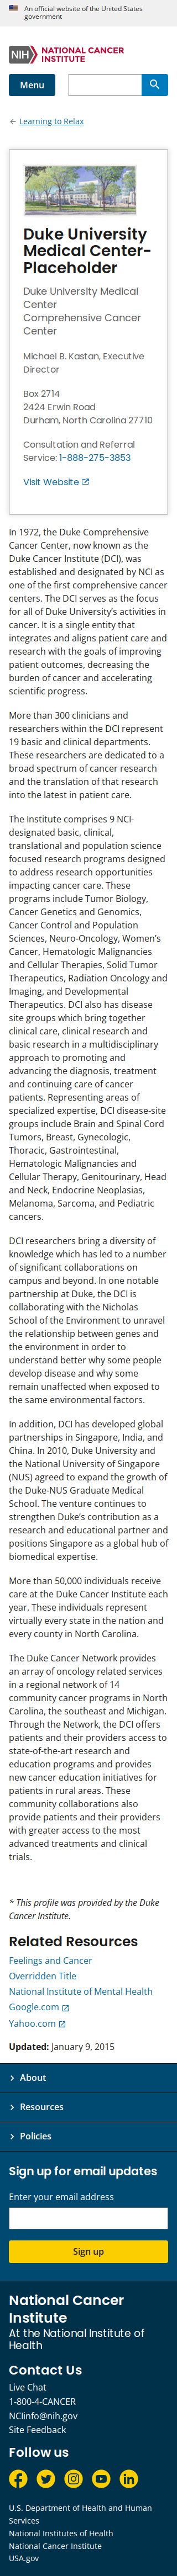 An official website of the United States
government
NIH NATIONAL CANCER
INSTITUTE
Menu
← Learning to Relax
Duke University
Medical Center-
Placeholder
Duke University Medical
Center
Comprehensive Cancer
Center
Michael B. Kastan, Executive
Director
Box 2714
2424 Erwin Road
Durham, North Carolina 27710
Consultation and Referral
Service: 1-888-275-3853
Visit Website
In 1972, the Duke Comprehensive
Cancer Center, now known as the
Duke Cancer Institute (DCI), was
established and designated by NCI as
one of the first comprehensive cancer
centers. The DCI serves as the focus
for all of Duke University's activities in
cancer. It is a single entity that
integrates and aligns patient care and
research with the goals of improving
patient outcomes, decreasing the
burden of cancer and accelerating
scientific progress.
More than 300 clinicians and
researchers within the DCI represent
19 basic and clinical departments.
These researchers are dedicated to a
broad spectrum of cancer research
and the translation of that research
into the latest in patient care.
The Institute comprises 9 NCI-
designated basic, clinical,
translational and population science
focused research programs designed
to address research opportunities
impacting cancer care. These
programs include Tumor Biology,
Cancer Genetics and Genomics,
Cancer Control and Population
Sciences, Neuro-Oncology, Women's
Cancer, Hematologic Malignancies
and Cellular Therapies, Solid Tumor
Therapeutics, Radiation Oncology and
Imaging, and Developmental
Therapeutics. DCI also has disease
site groups which bring together
clinical care, clinical research and
basic research in a multidisciplinary
approach to promoting and
advancing the diagnosis, treatment
and continuing care of cancer
patients. Representing areas of
specialized expertise, DCI disease-site
groups include Brain and Spinal Cord
Tumors, Breast, Gynecologic,
Thoracic, Gastrointestinal,
Hematologic Malignancies and
Cellular Therapy, Genitourinary, Head
and Neck, Endocrine Neoplasias,
Melanoma, Sarcoma, and Pediatric
cancers.
DCI researchers bring a diversity of
knowledge which has led to a number
of significant collaborations on
campus and beyond. In one notable
partnership at Duke, the DCI is
collaborating with the Nicholas
School of the Environment to unravel
the relationship between genes and
the environment in order to
understand better why some people
develop disease and why some
remain unaffected when exposed to
the same environmental factors.
In addition, DCI has developed global
partnerships in Singapore, India, and
China. In 2010, Duke University and
the National University of Singapore
(NUS) agreed to expand the growth of
the Duke-NUS Graduate Medical
School. The venture continues to
strengthen Duke's contribution as a
research and educational partner and
positions Singapore as a global hub of
biomedical expertise.
More than 50,000 individuals receive
care at the Duke Cancer Institute each
year. These individuals represent
virtually every state in the nation and
every county in North Carolina.
The Duke Cancer Network provides
an array of oncology related services
in a regional network of 14
community cancer programs in North
Carolina, the southeast and Michigan.
Through the Network, the DCI offers
patients and their providers access to
state-of-the-art research and
education programs and provides
new cancer education initiatives for
patients in rural areas. These
community collaborations also
provide patients and their providers
with greater access to the most
advanced treatments and clinical
trials.
* This profile was provided by the Duke
Cancer Institute.
Related Resources
Feelings and Cancer
Overridden Title
National Institute of Mental Health
Google.com
Yahoo.com
Updated: January 9, 2015
About
Resources
Policies
Sign up for email updates
Enter your email address
Sign up
National Cancer
Institute
At the National Institute of
Health
Contact Us
Live Chat
1-800-4-CANCER
NCIinfo@nih.gov
Site Feedback
Follow us
U.S. Department of Health and Human
Services
National Institutes of Health
National Cancer Institute
USA.gov